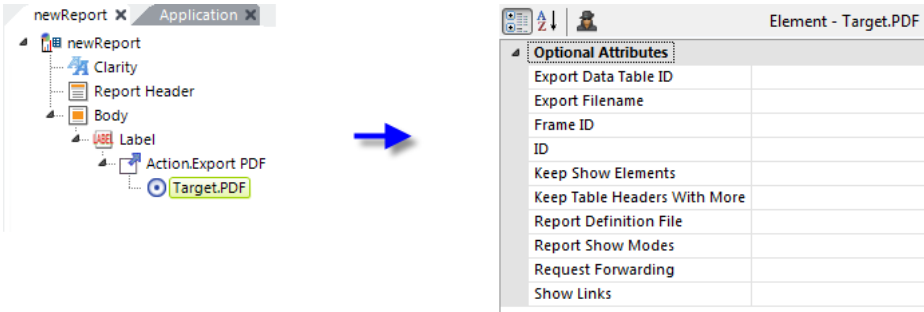 newReport
Application
newReport
Clarity
Report Header
Body
LABEL Label
Action.Export PDF
Target.PDF
A Z Element - Target.PDF
Optional Attributes
Export Data Table ID
Export Filename
Frame ID
ID
Keep Show Elements
Keep Table Headers With More
Report Definition File
Report Show Modes
Request Forwarding
Show Links